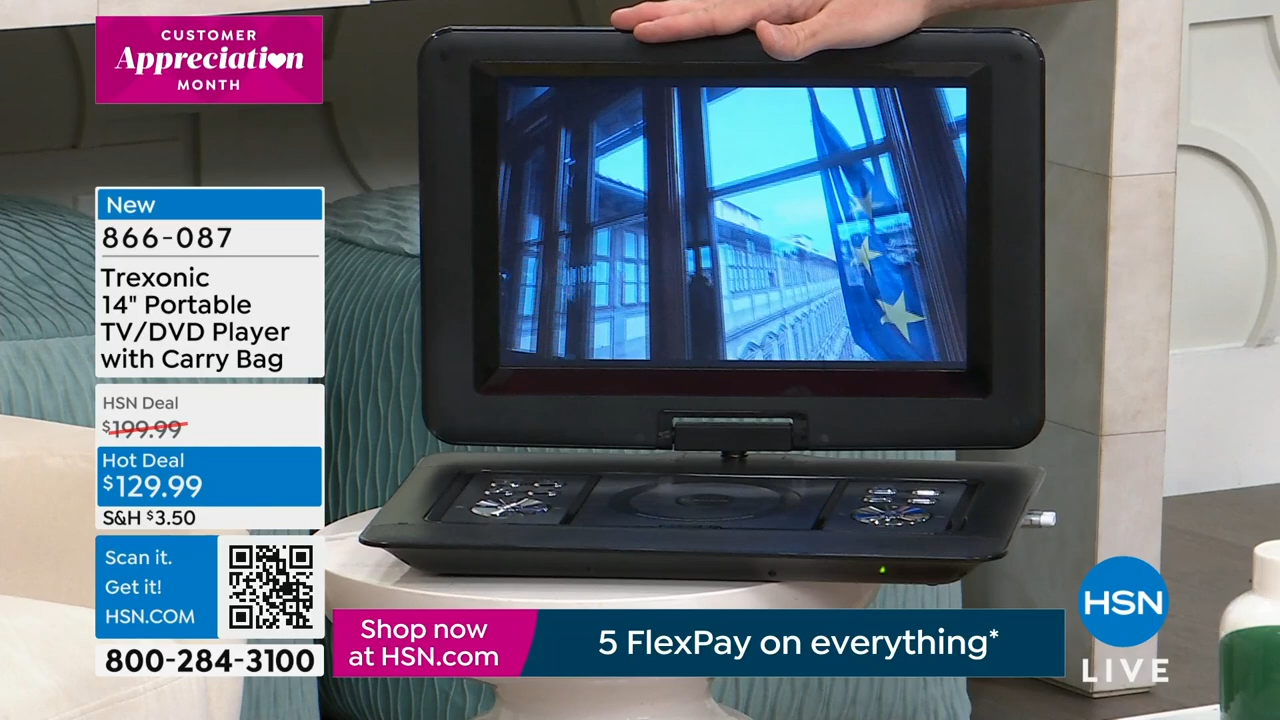 CUSTOMER
Appreciation
MONTH
New
866-087
Trexonic
14" Portable
TV/DVD Player
with Carry Bag
HSN Deal
$199.99
Hot Deal
$129.99
S&H $3.50
Scan it.
Get it!
HSN.COM
800-284-3100
Shop now
at HSN.com
5 FlexPay on everything*
HSN
LIVE